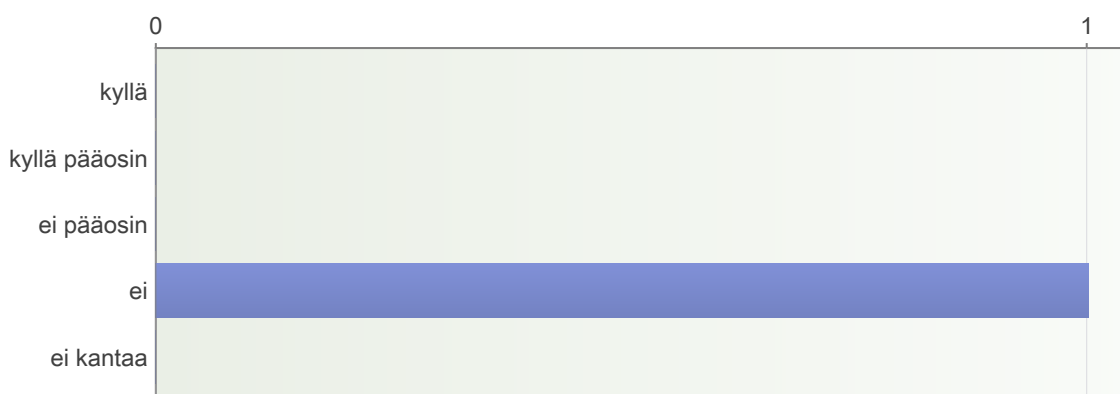 0 1
kyllä
kyllä pääosin
ei pääosin
ei
ei kantaa